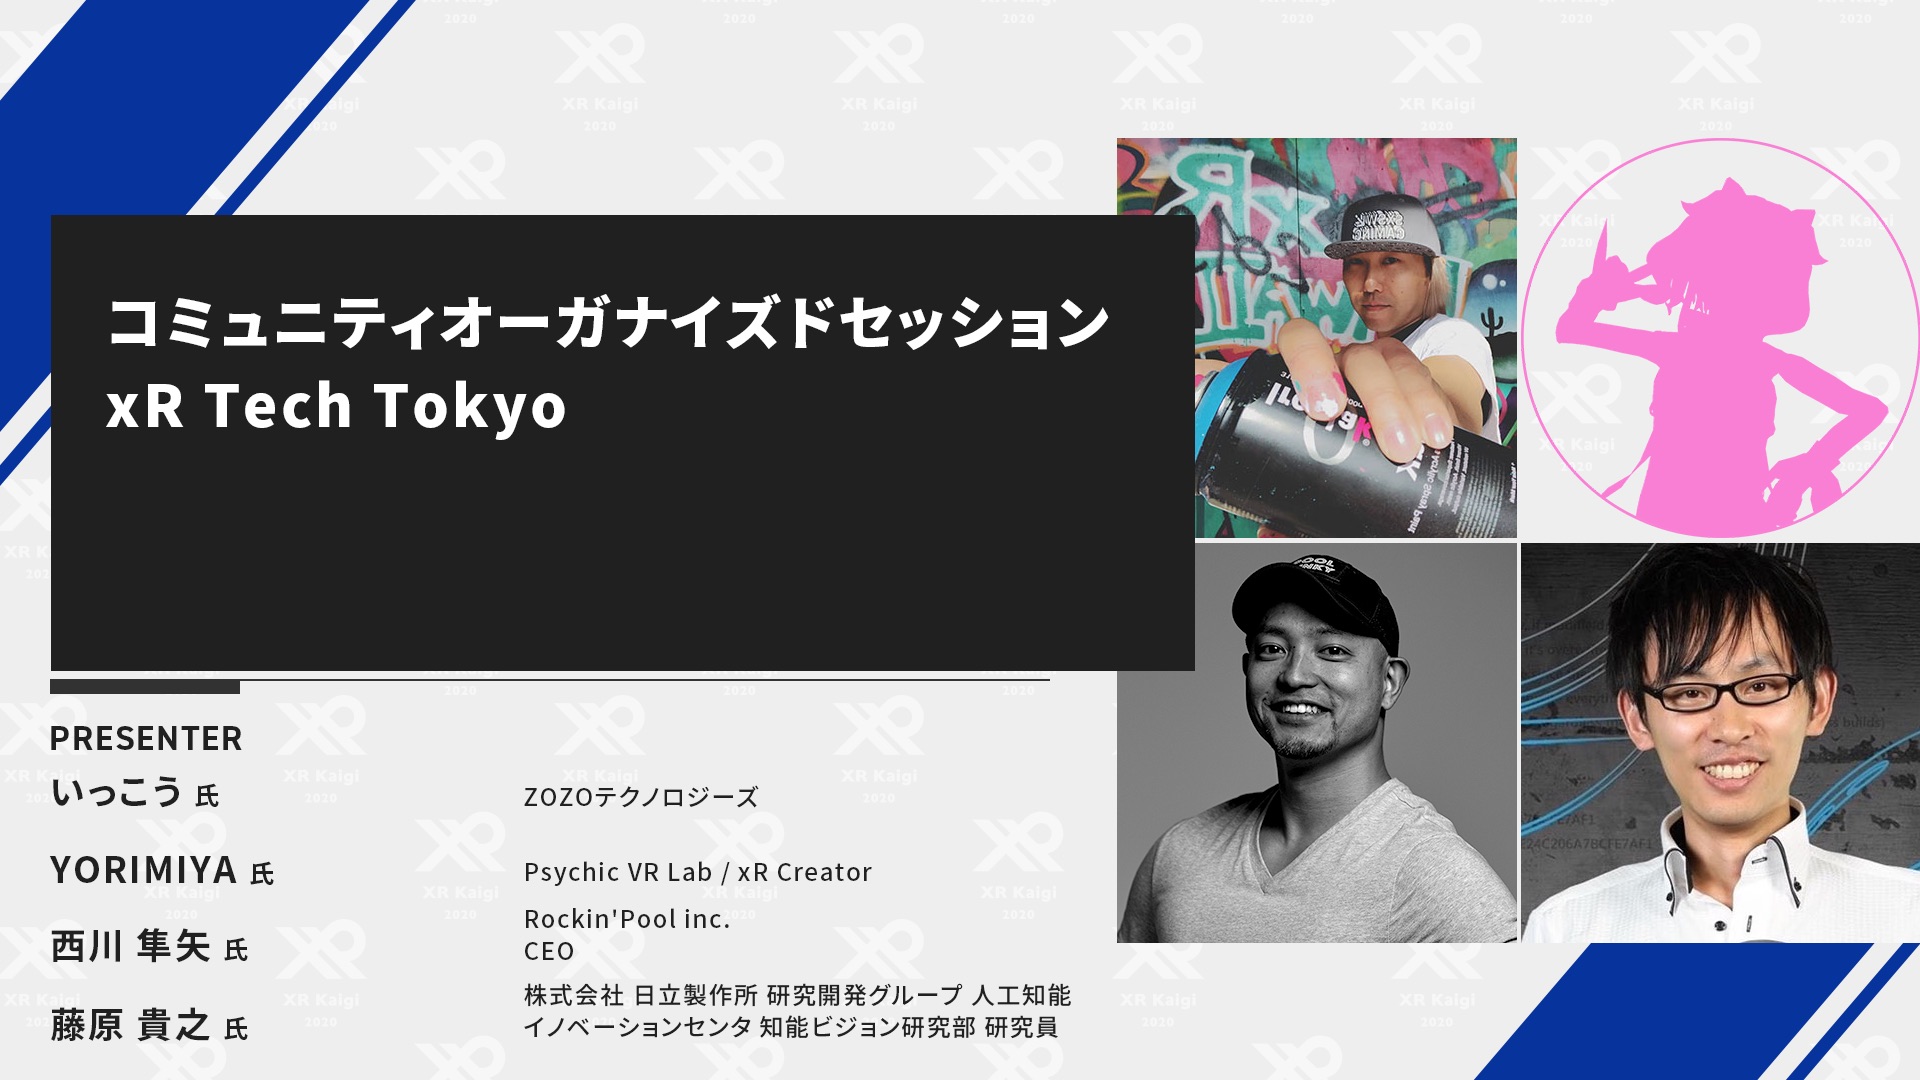 コミュニティオーガナイズドセッション
xR Tech Tokyo
PRESENTER
いっこう 氏
ZOZOテクノロジーズ
YORIMIYA 氏
Psychic VR Lab / xR Creator
西川 隼矢 氏
Rockin'Pool inc.
CEO
藤原 貴之 氏
株式会社 日立製作所 研究開発グループ 人工知能
イノベーションセンタ 知能ビジョン研究部 研究員
XR Kaigi
2020